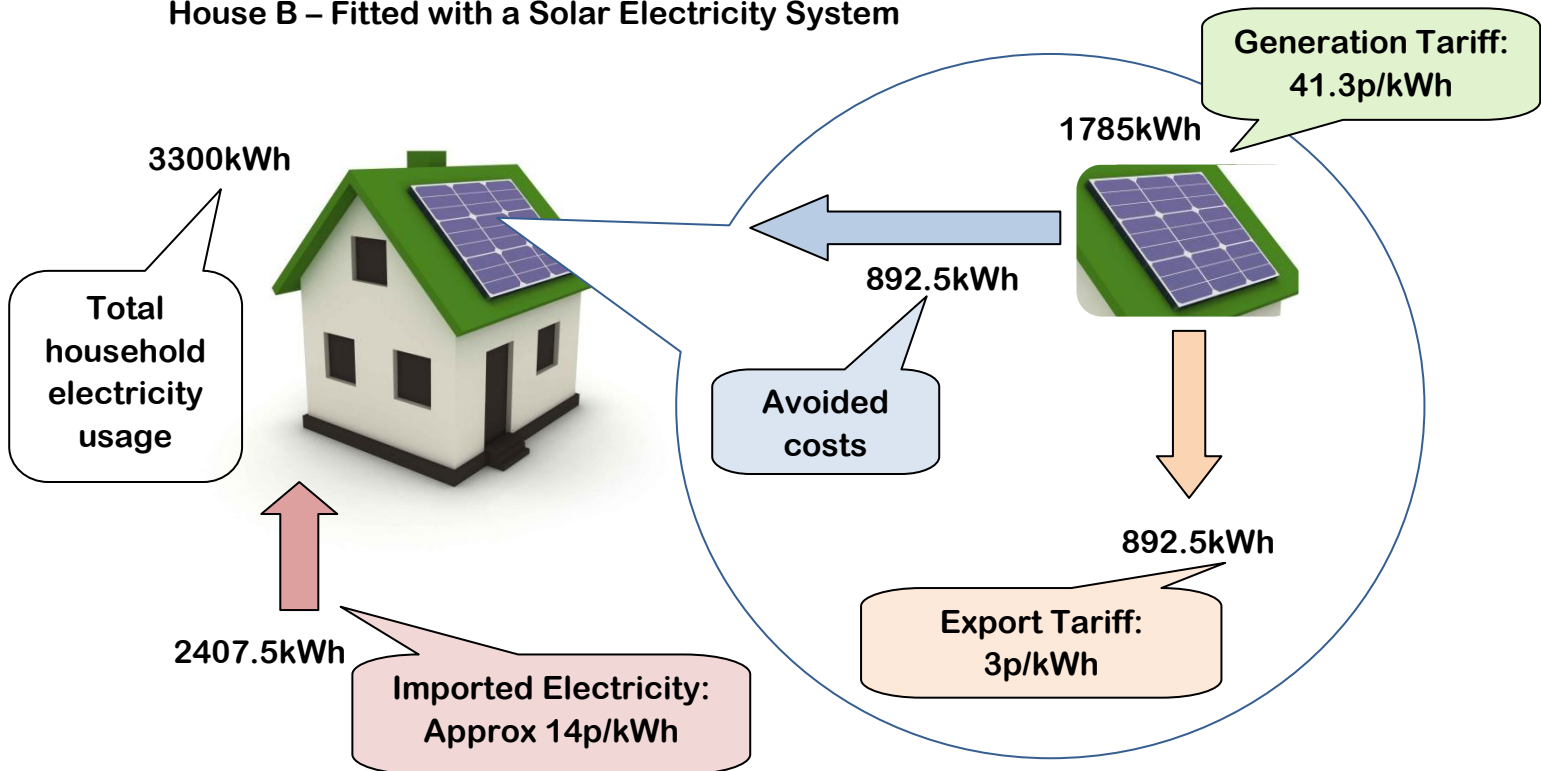 House B – Fitted with a Solar Electricity System
Generation Tariff:
41.3p/kWh
1785kWh
3300kWh
892.5kWh
Total
household
electricity
usage
Avoided
costs
892.5kWh
Export Tariff:
3p/kWh
2407.5kWh
Imported Electricity:
Approx 14p/kWh